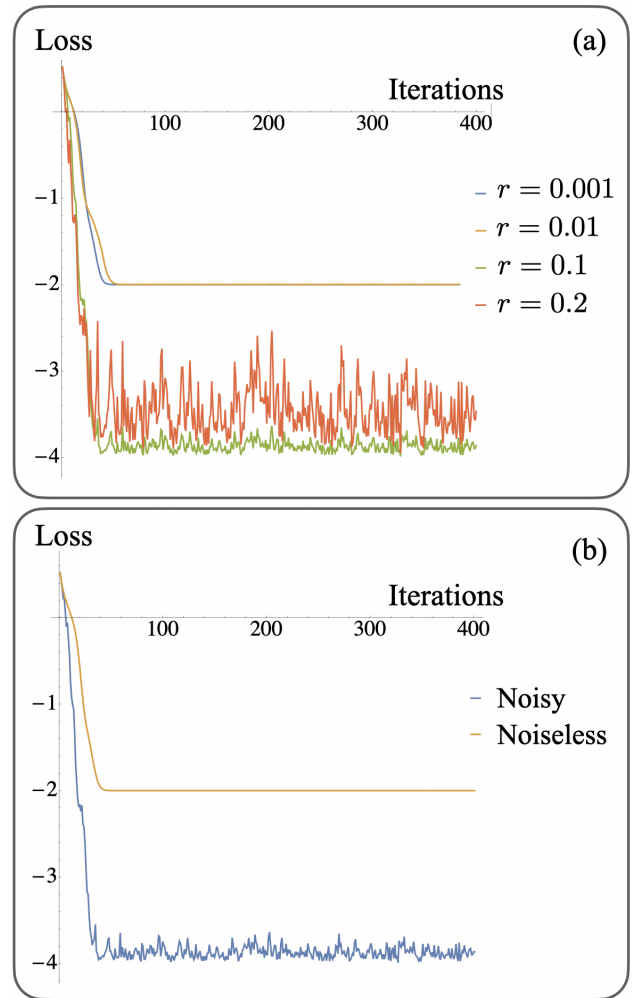 Loss
(a)
Iterations
100 200 300 400
−1
−2
−3
−4
r = 0.001
r = 0.01
r = 0.1
r = 0.2
Loss
(b)
Iterations
100 200 300 400
−1
−2
−3
−4
Noisy
Noiseless